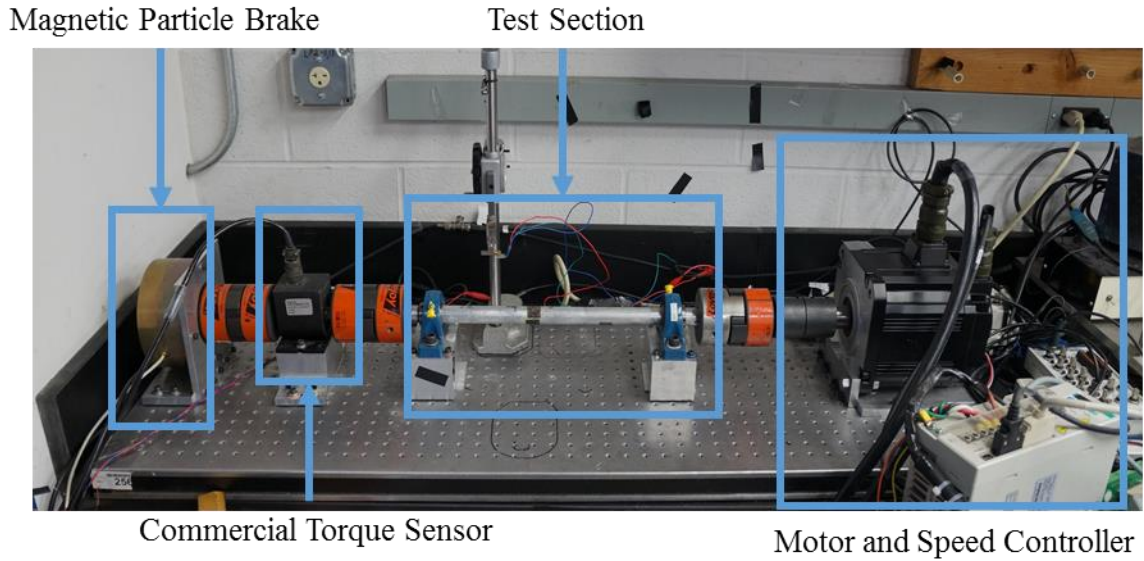 Magnetic Particle Brake
Test Section
Commercial Torque Sensor
Motor and Speed Controller